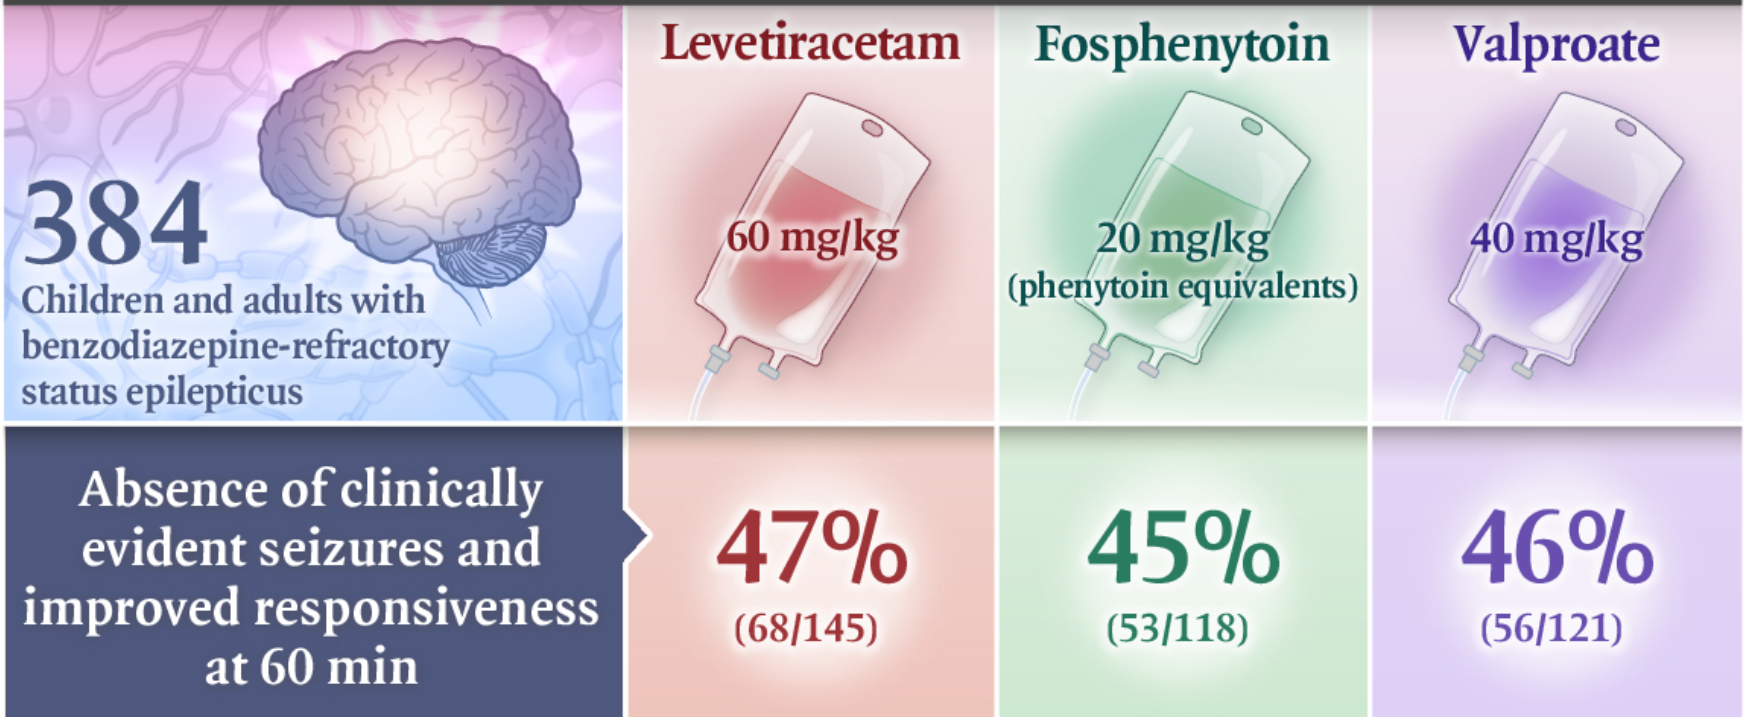 384
Children and adults with
benzodiazepine-refractory
status epilepticus
Levetiracetam
60 mg/kg
Fosphenytoin
20 mg/kg
(phenytoin equivalents)
Valproate
40 mg/kg
Absence of clinically
evident seizures and
improved responsiveness
at 60 min
47%
(68/145)
45%
(53/118)
46%
(56/121)